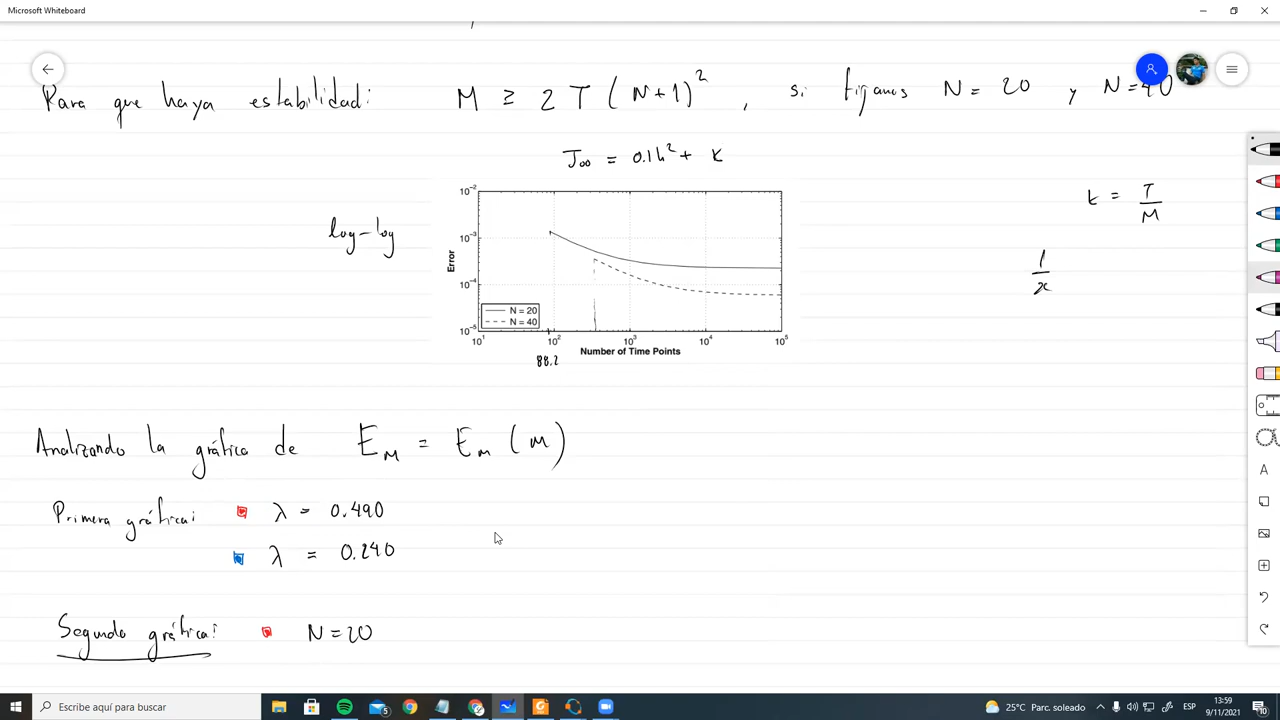 Microsoft Whiteboard
Para que haya estabilidad: M ≥ 2 T (N+1)², si fijamos N = 20 y N = 40
J∞ = 0.1h² + k
k = T/M
log-log
1/x
Error
10⁻²
10⁻³
10⁻⁴
10⁻⁵
N = 20
N = 40
10¹ 10² 10³ 10⁴ 10⁵
88.2
Number of Time Points
Analizando la gráfica de E_M = E_M (M)
Primera gráfica: λ = 0.490
λ = 0.240
Segunda gráfica: N = 20
A
Escribe aquí para buscar
5
25°C Parc. soleado
ESP
13:59
9/11/2021
10